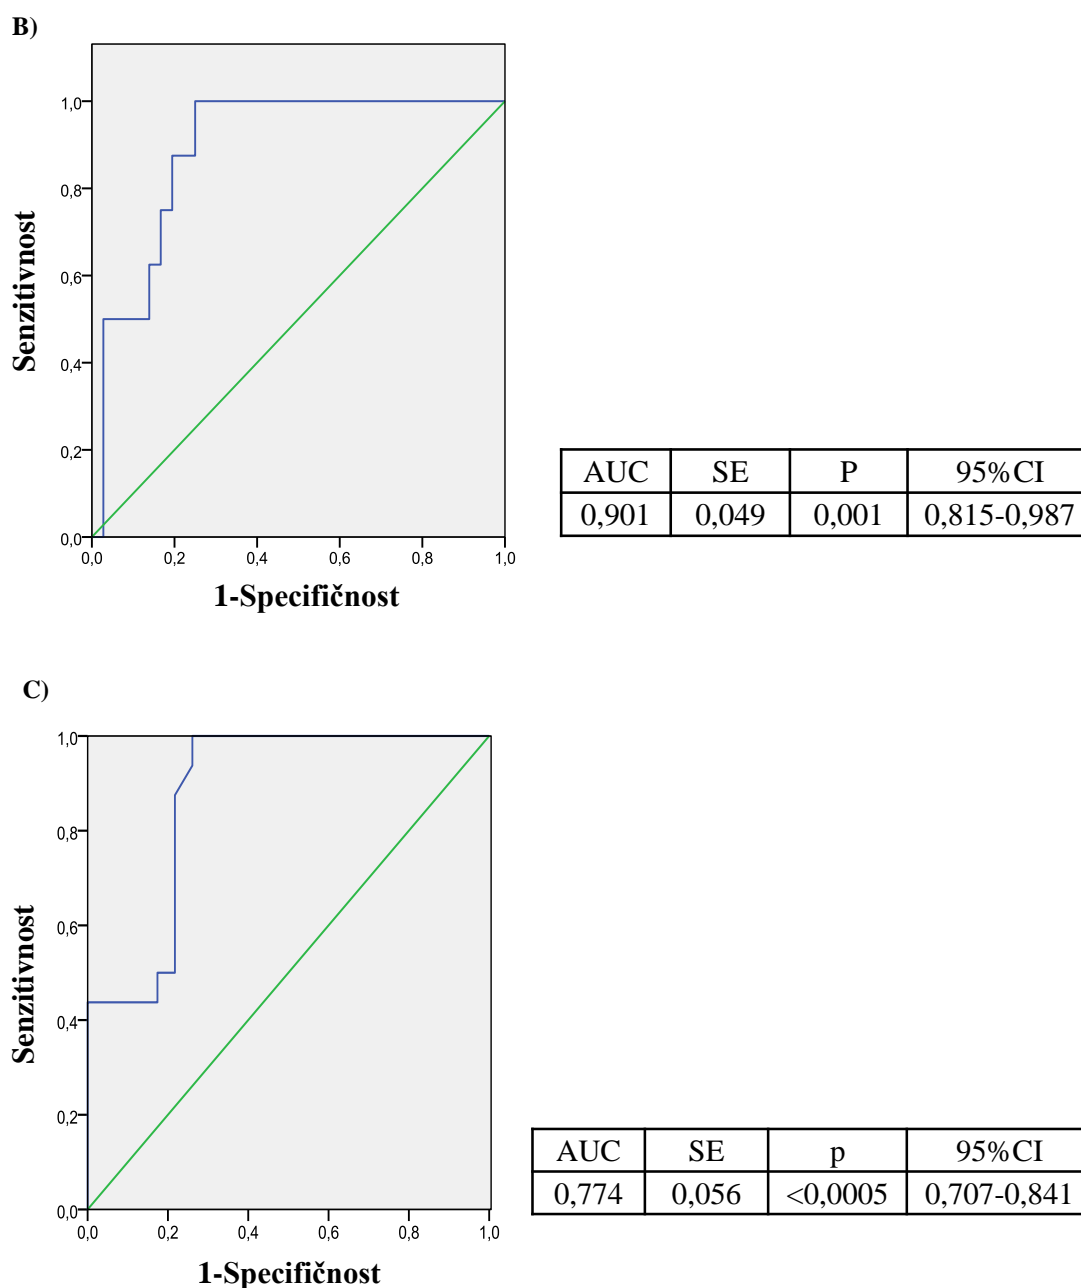 B)
1,0
0,8
0,6
0,4
0,2
0,0
Senzitivnost
0,0 0,2 0,4 0,6 0,8 1,0
1-Specifičnost
AUC SE P 95%CI
0,901 0,049 0,001 0,815-0,987
C)
1,0
0,8
0,6
0,4
0,2
0,0
Senzitivnost
0,0 0,2 0,4 0,6 0,8 1,0
1-Specifičnost
AUC SE p 95%CI
0,774 0,056 <0,0005 0,707-0,841